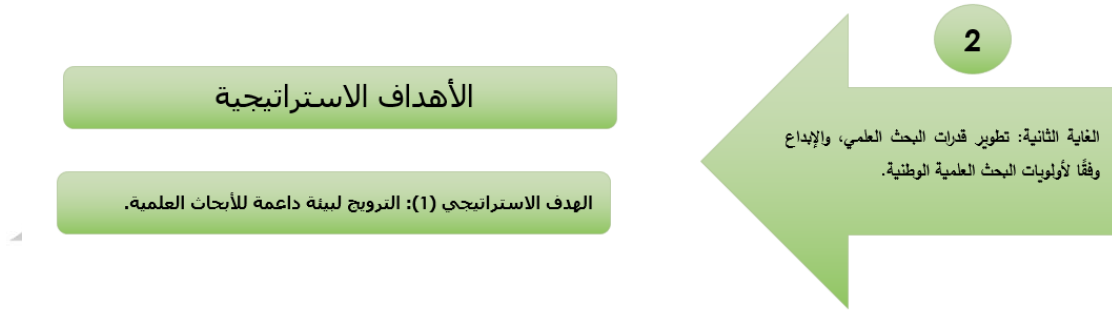 2
الغاية الثانية: تطوير قدرات البحث العلمي، والإبداع
وفقًا لأولويات البحث العلمية الوطنية.
الأهداف الاستراتيجية
الهدف الاستراتيجي (1): الترويج لبيئة داعمة للأبحاث العلمية.